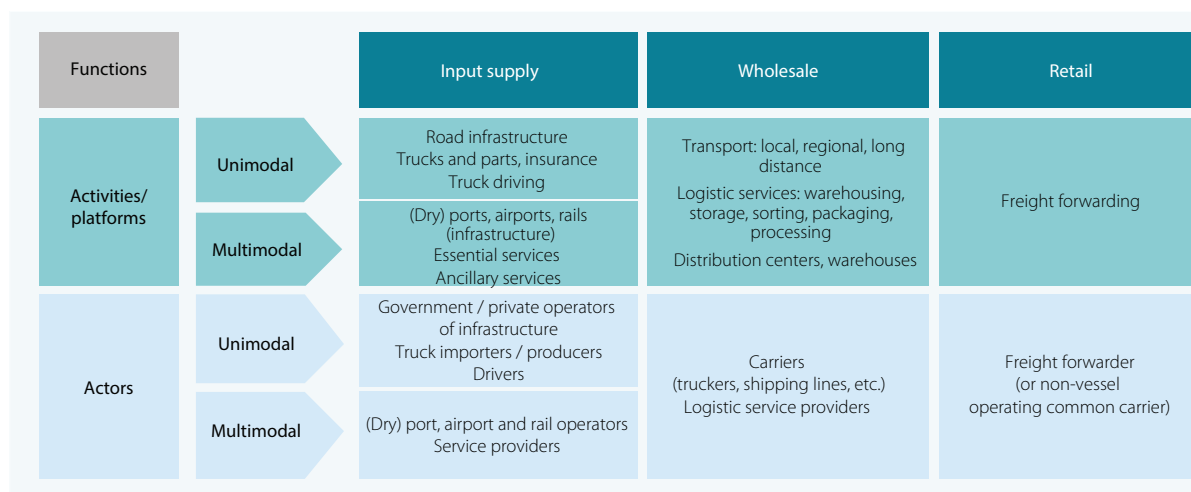 Functions
Input supply
Wholesale
Retail
Activities/
platforms
Unimodal
Road infrastructure
Trucks and parts, insurance
Truck driving
Multimodal
(Dry) ports, airports, rails
(infrastructure)
Essential services
Ancillary services
Transport: local, regional, long
distance
Logistic services: warehousing,
storage, sorting, packaging,
processing
Distribution centers, warehouses
Freight forwarding
Actors
Unimodal
Government / private operators
of infrastructure
Truck importers / producers
Drivers
Multimodal
(Dry) port, airport and rail operators
Service providers
Carriers
(truckers, shipping lines, etc.)
Logistic service providers
Freight forwarder
(or non-vessel
operating common carrier)